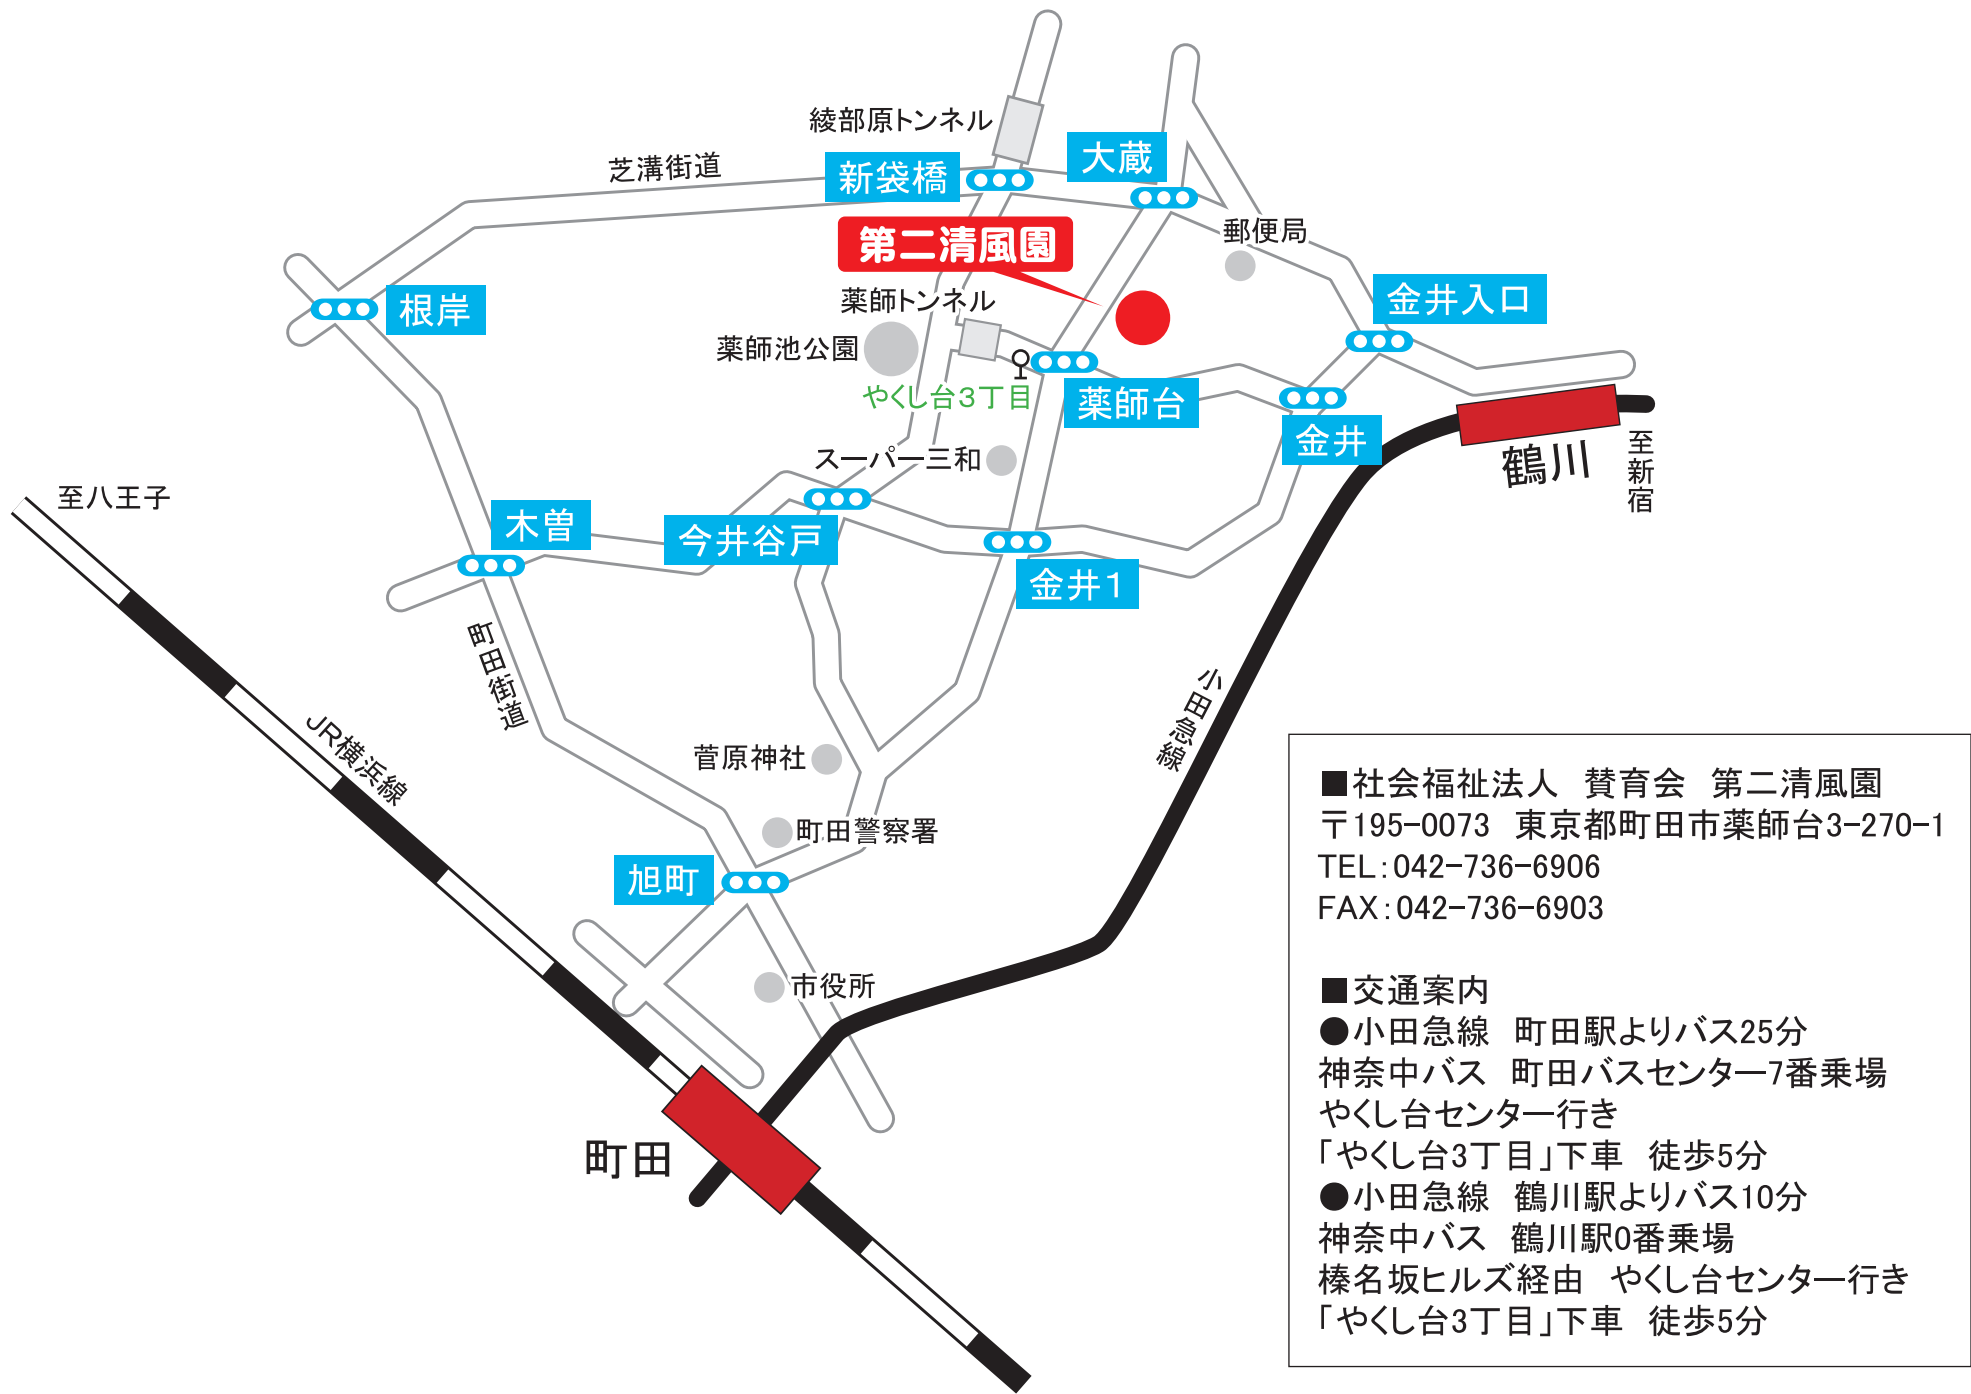 綾部原トンネル
大蔵
芝溝街道
新袋橋
第二清風園
郵便局
薬師トンネル
金井入口
根岸
薬師池公園
やくし台3丁目
薬師台
金井
鶴川
至新宿
スーパー三和
至八王子
木曽
今井谷戸
金井1
町田街道
小田急線
JR横浜線
菅原神社
町田警察署
旭町
市役所
町田
■社会福祉法人　賛育会　第二清風園
〒195-0073　東京都町田市薬師台3-270-1
TEL:042-736-6906
FAX:042-736-6903
■交通案内
●小田急線　町田駅よりバス25分
神奈中バス　町田バスセンター7番乗場
やくし台センター行き
「やくし台3丁目」下車　徒歩5分
●小田急線　鶴川駅よりバス10分
神奈中バス　鶴川駅0番乗場
榛名坂ヒルズ経由　やくし台センター行き
「やくし台3丁目」下車　徒歩5分